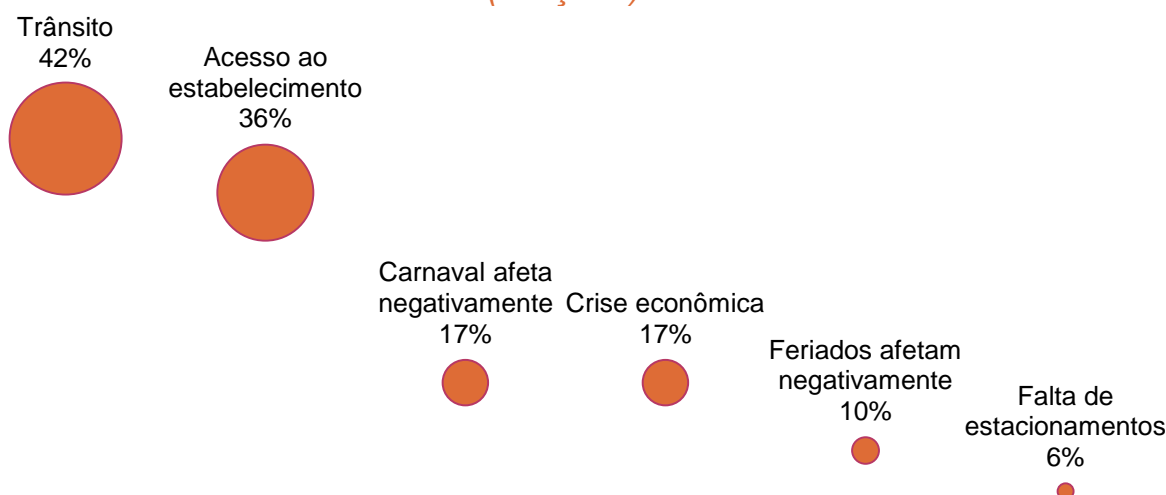 Trânsito
42%
Acesso ao
estabelecimento
36%
Carnaval afeta
negativamente
17%
Crise econômica
17%
Feriados afetam
negativamente
10%
Falta de
estacionamentos
6%